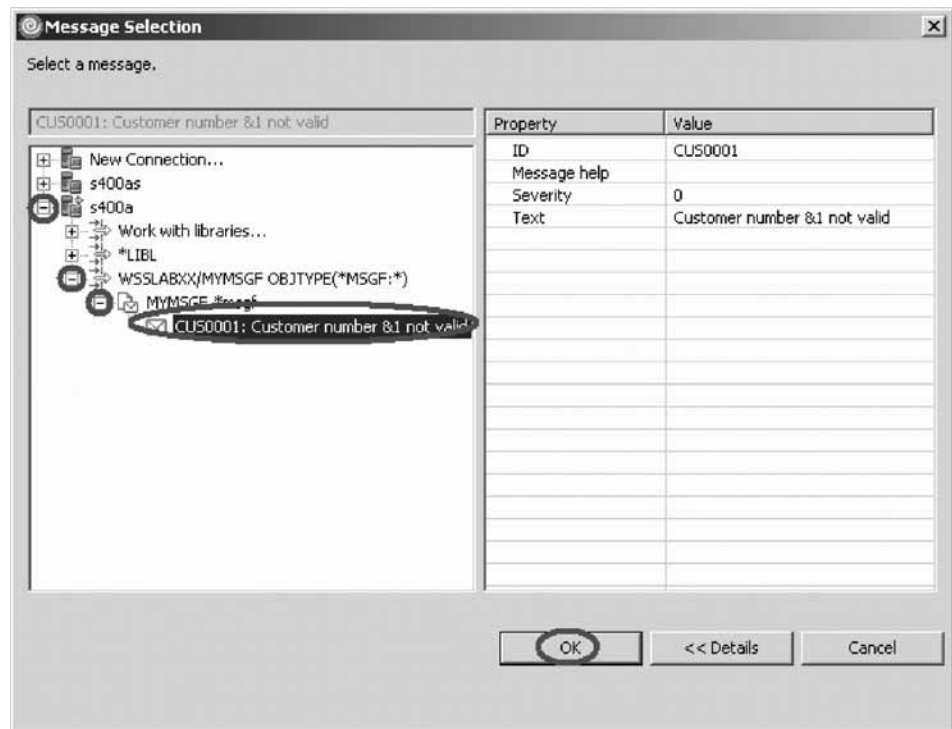 Message Selection
Select a message.
CUS0001: Customer number &1 not valid
New Connection...
s400as
s400a
Work with libraries...
*LIBL
WSSLABXX/MYMSGF OBJTYPE(*MSGF:*)
MYMSGF.*msgf
CUS0001: Customer number &1 not valid
Property Value
ID CUS0001
Message help
Severity 0
Text Customer number &1 not valid
OK << Details Cancel